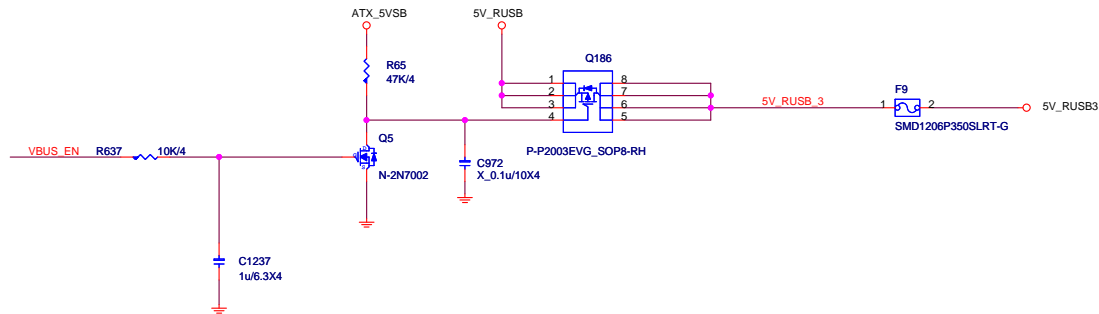 ATX_5VSB
5V_RUSB
R65
47K/4
Q186
1
2
3
4
8
7
6
5
5V_RUSB_3
F9
1
2
5V_RUSB3
SMD1206P350SLRT-G
P-P2003EVG_SOP8-RH
Q5
N-2N7002
C972
X_0.1u/10X4
VBUS_EN
R637
10K/4
C1237
1u/6.3X4